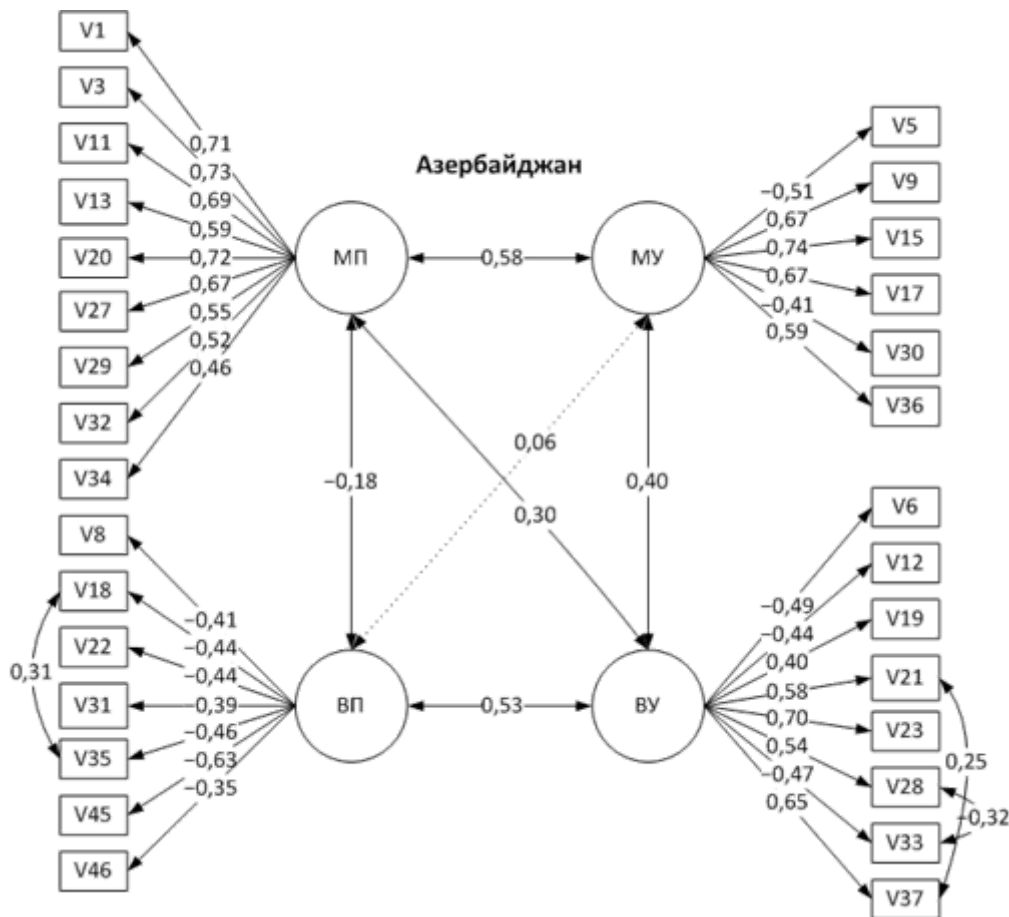 V1
V3
V11
V13
V20
V27
V29
V32
V34
0,71
0,73
0,69
0,59
0,72
0,67
0,55
0,52
0,46
Азербайджан
МП
0,58
МУ
−0,51
0,67
0,74
0,67
−0,41
0,59
V5
V9
V15
V17
V30
V36
−0,18
0,06
0,30
0,40
V8
V18
V22
V31
V35
V45
V46
0,31
−0,41
−0,44
−0,44
0,39
−0,46
−0,63
−0,35
ВП
0,53
ВУ
−0,49
−0,44
0,40
0,58
0,70
0,54
−0,47
0,65
V6
V12
V19
V21
V23
V28
V33
V37
0,25
−0,32